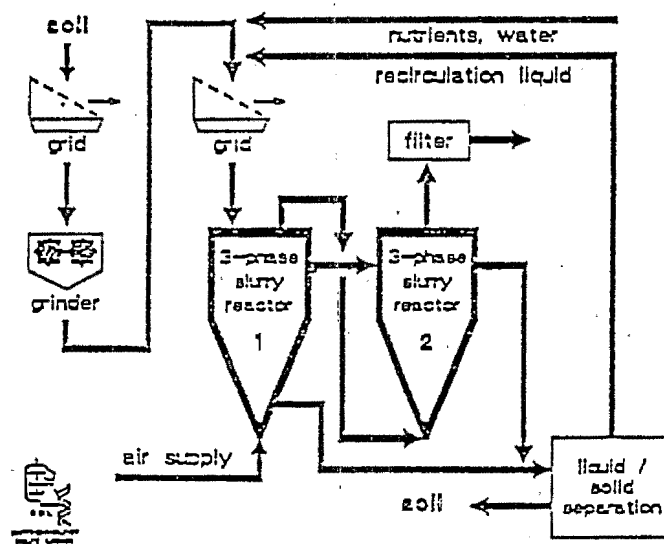 soil
nutrients, water
recirculation liquid
grid
grid
filter
grinder
3-phase
slurry
reactor
1
3-phase
slurry
reactor
2
air supply
soil
liquid /
solid
separation